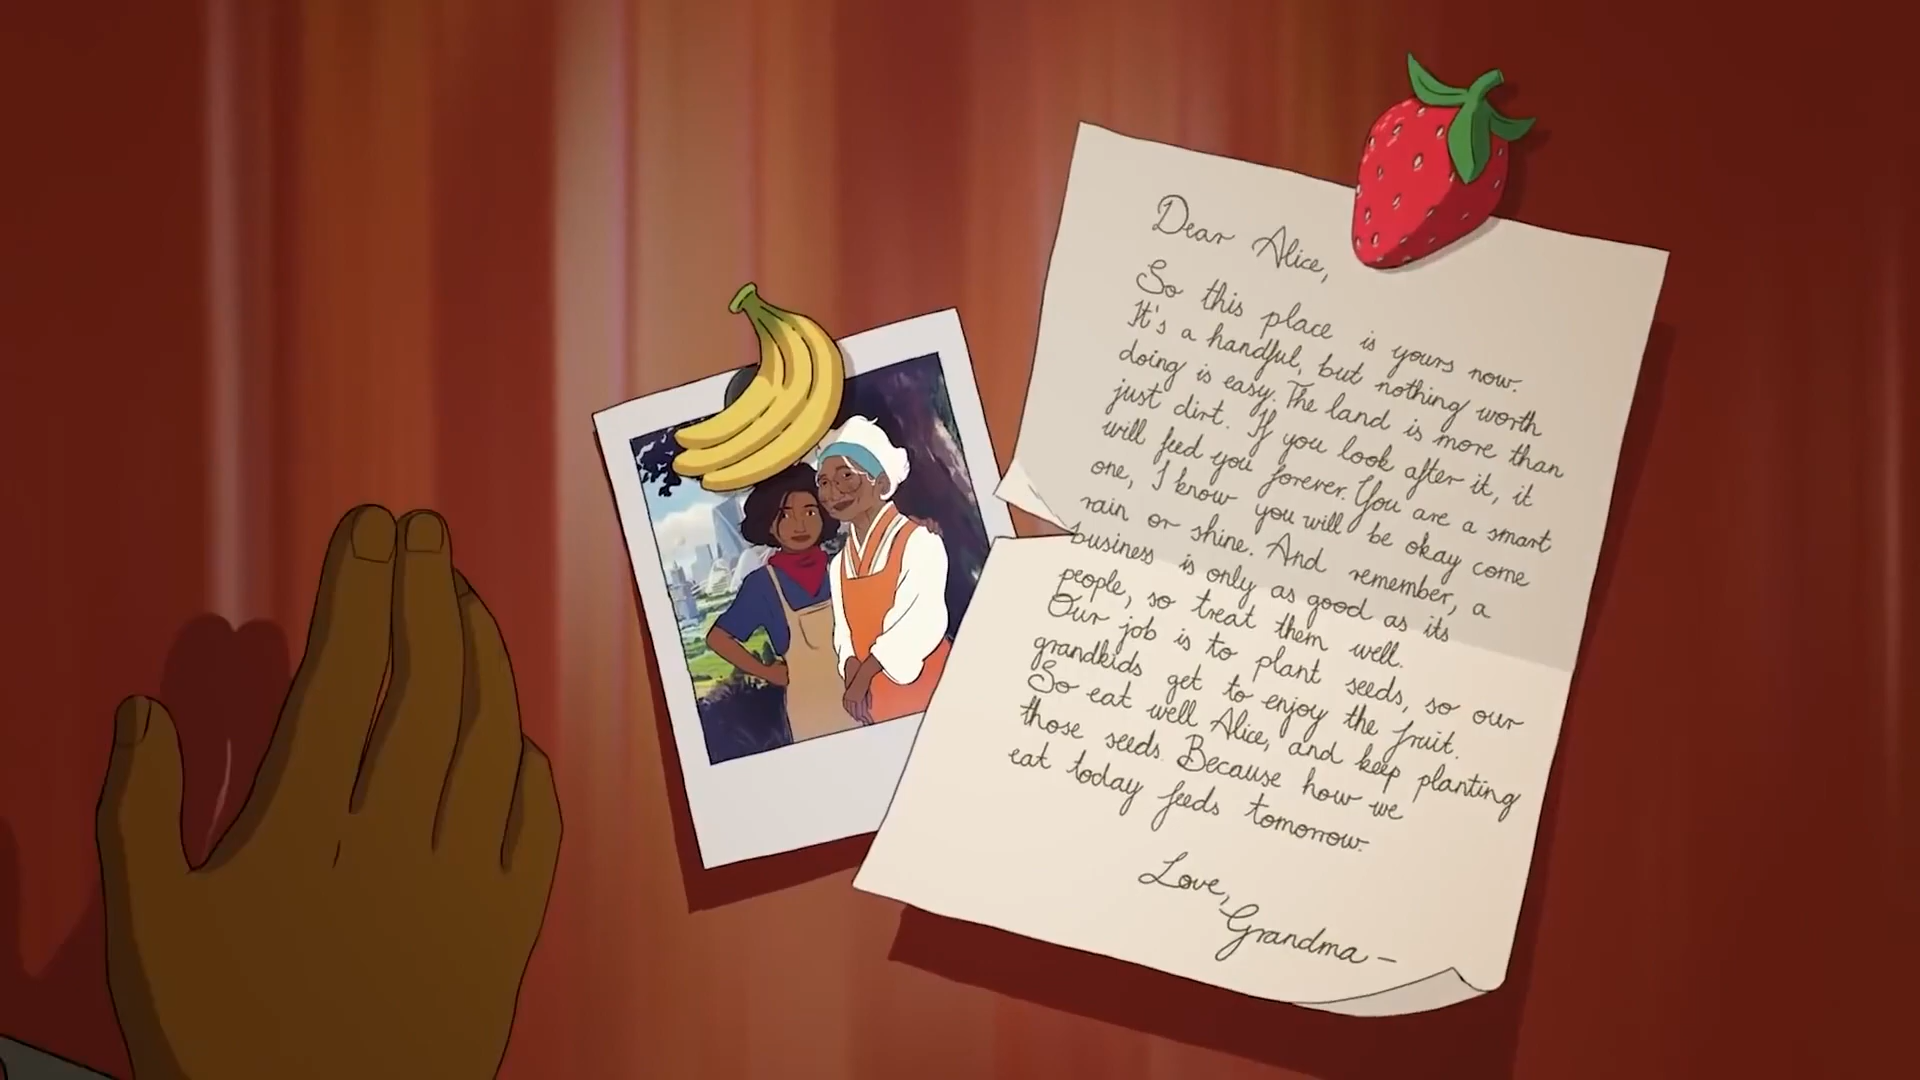 Dear Alice,
So this place is yours now.
It's a handful, but nothing worth
doing is easy. The land is more than
just dirt. If you look after it, it
will feed you forever. You are a smart
one, I know you will be okay come
rain or shine. And remember, a
business is only as good as its
people, so treat them well.
Our job is to plant seeds, so our
grandkids get to enjoy the fruit.
So eat well Alice, and keep planting
those seeds. Because how we
eat today feeds tomorrow.
Love,
Grandma -